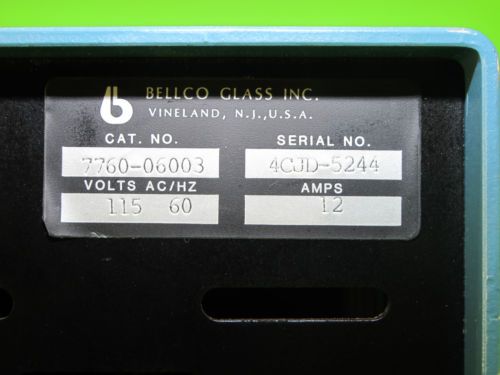 BELLCO GLASS INC.
VINELAND, N.J., U.S.A.
CAT. NO. SERIAL NO.
7760-06003 4CJD-5244
VOLTS AC/HZ AMPS
115 60 12